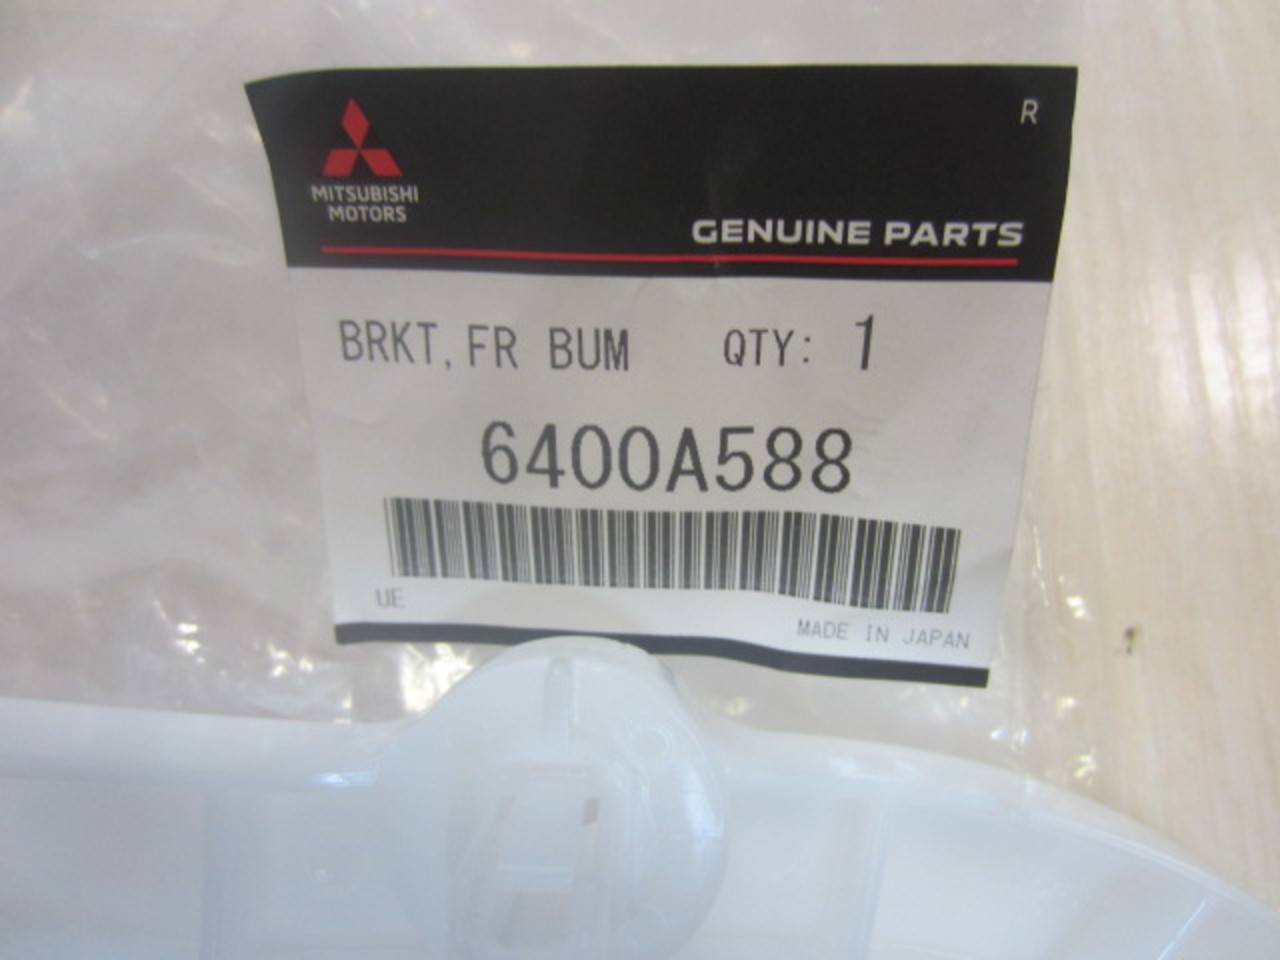 R
MITSUBISHI
MOTORS
GENUINE PARTS
BRKT, FR BUM QTY: 1
6400A588
UE
MADE IN JAPAN